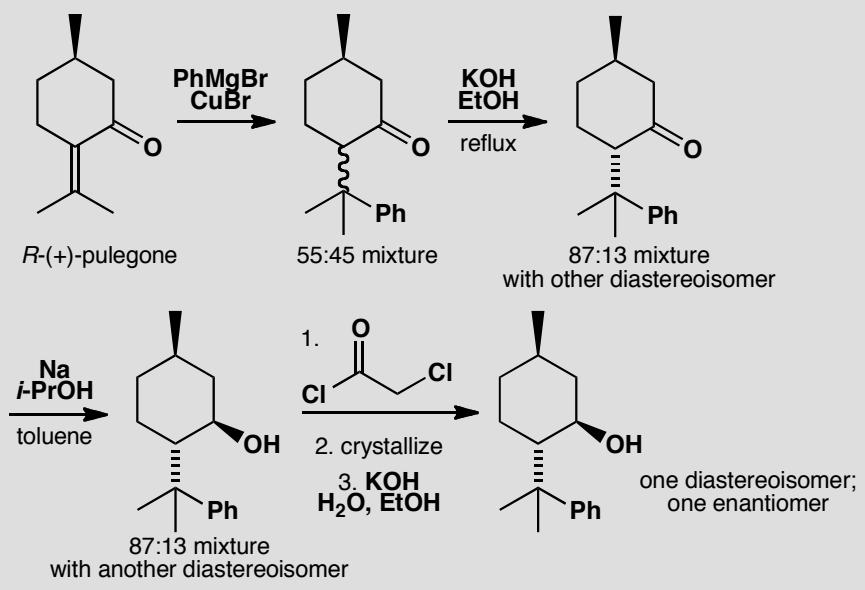 PhMgBr
CuBr
O
R-(+)-pulegone
O
Ph
55:45 mixture
KOH
EtOH
reflux
O
Ph
87:13 mixture
with other diastereoisomer
Na
i-PrOH
toluene
OH
Ph
87:13 mixture
with another diastereoisomer
1.
O
Cl
Cl
2. crystallize
3. KOH
H₂O, EtOH
OH
Ph
one diastereoisomer;
one enantiomer